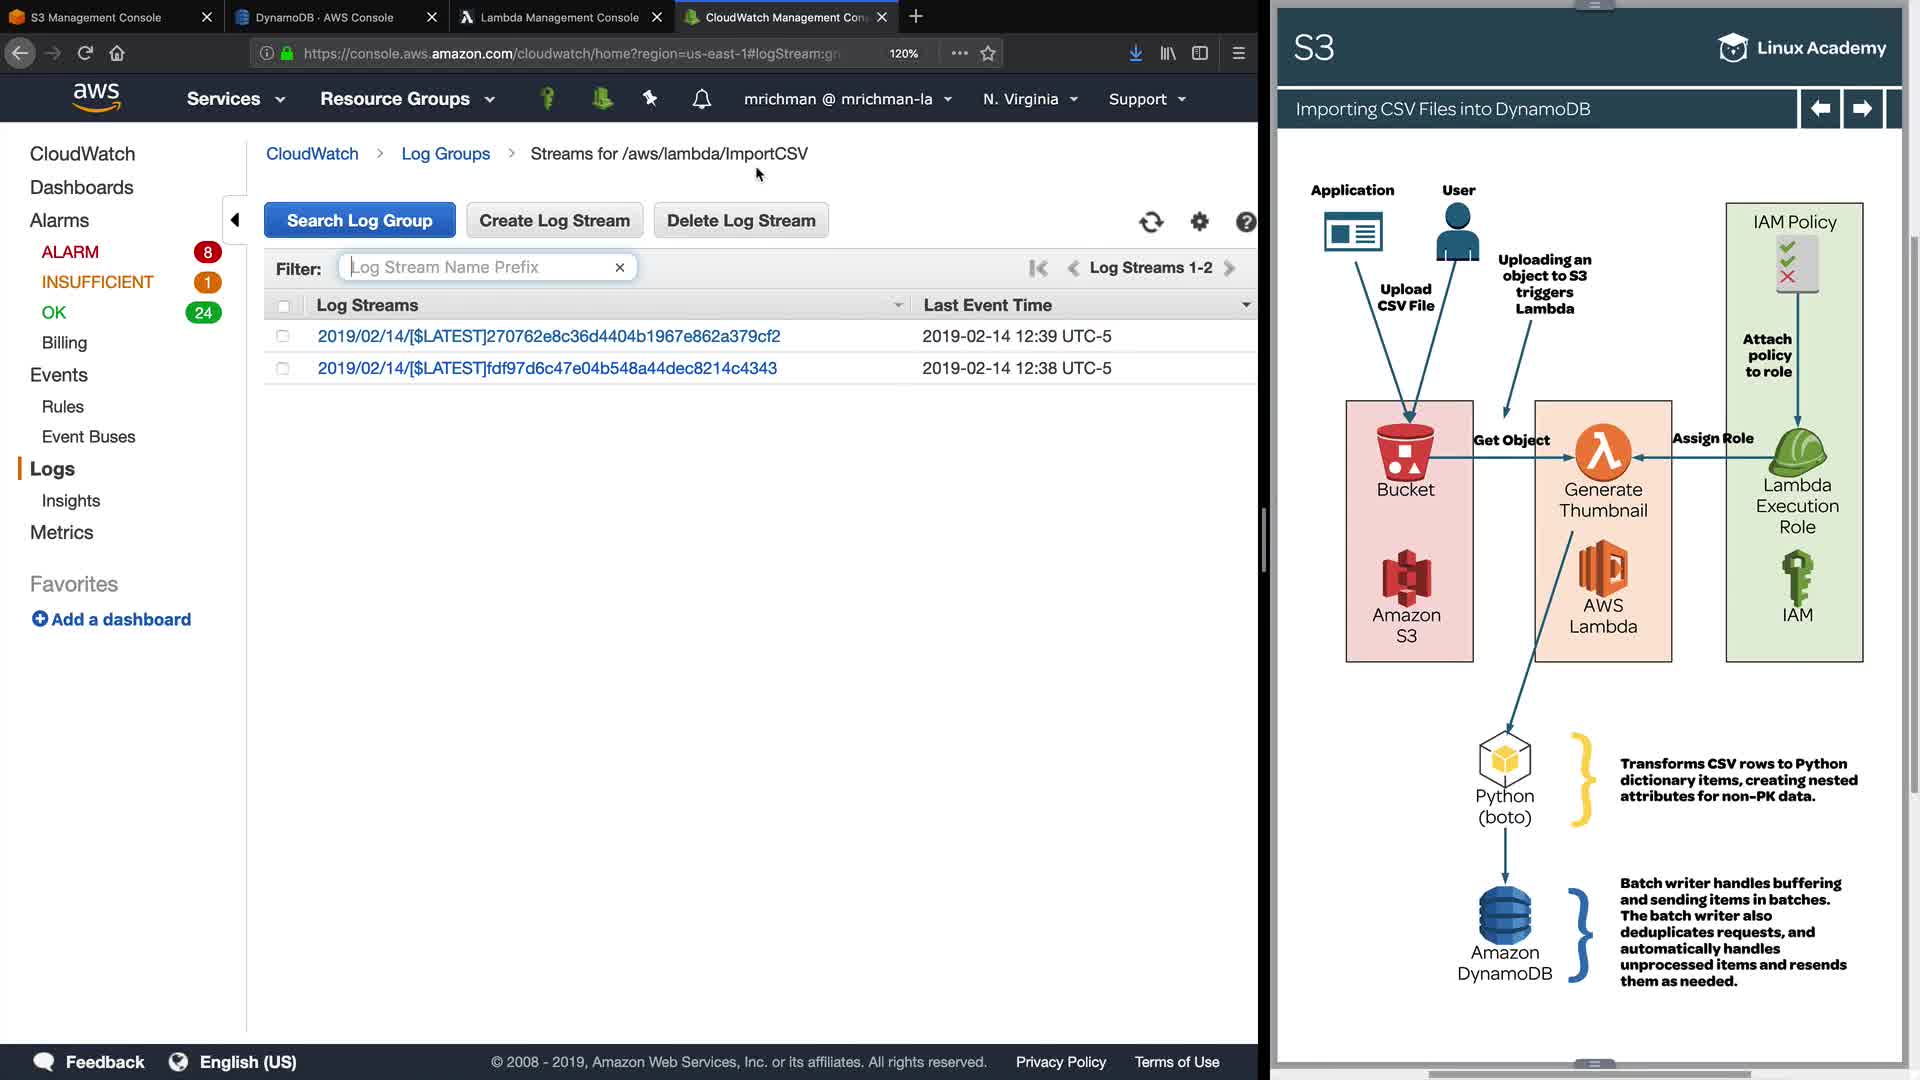 S3 Management Console
DynamoDB · AWS Console
Lambda Management Console
CloudWatch Management Con
https://console.aws.amazon.com/cloudwatch/home?region=us-east-1#logStream:gr
120%
aws
Services
Resource Groups
mrichman @ mrichman-la
N. Virginia
Support
CloudWatch
Dashboards
Alarms
ALARM 8
INSUFFICIENT 1
OK 24
Billing
Events
Rules
Event Buses
Logs
Insights
Metrics
Favorites
Add a dashboard
CloudWatch > Log Groups > Streams for /aws/lambda/ImportCSV
Search Log Group
Create Log Stream
Delete Log Stream
Filter: Log Stream Name Prefix
Log Streams 1-2
Log Streams Last Event Time
2019/02/14/[$LATEST]270762e8c36d4404b1967e862a379cf2 2019-02-14 12:39 UTC-5
2019/02/14/[$LATEST]fdf97d6c47e04b548a44dec8214c4343 2019-02-14 12:38 UTC-5
Feedback
English (US)
© 2008 - 2019, Amazon Web Services, Inc. or its affiliates. All rights reserved.
Privacy Policy
Terms of Use
S3
Linux Academy
Importing CSV Files into DynamoDB
Application
User
Upload
CSV File
Uploading an
object to S3
triggers
Lambda
IAM Policy
Attach
policy
to role
Get Object
Assign Role
Bucket
Generate
Thumbnail
Lambda
Execution
Role
Amazon
S3
AWS
Lambda
IAM
Python
(boto)
Transforms CSV rows to Python
dictionary items, creating nested
attributes for non-PK data.
Amazon
DynamoDB
Batch writer handles buffering
and sending items in batches.
The batch writer also
deduplicates requests, and
automatically handles
unprocessed items and resends
them as needed.